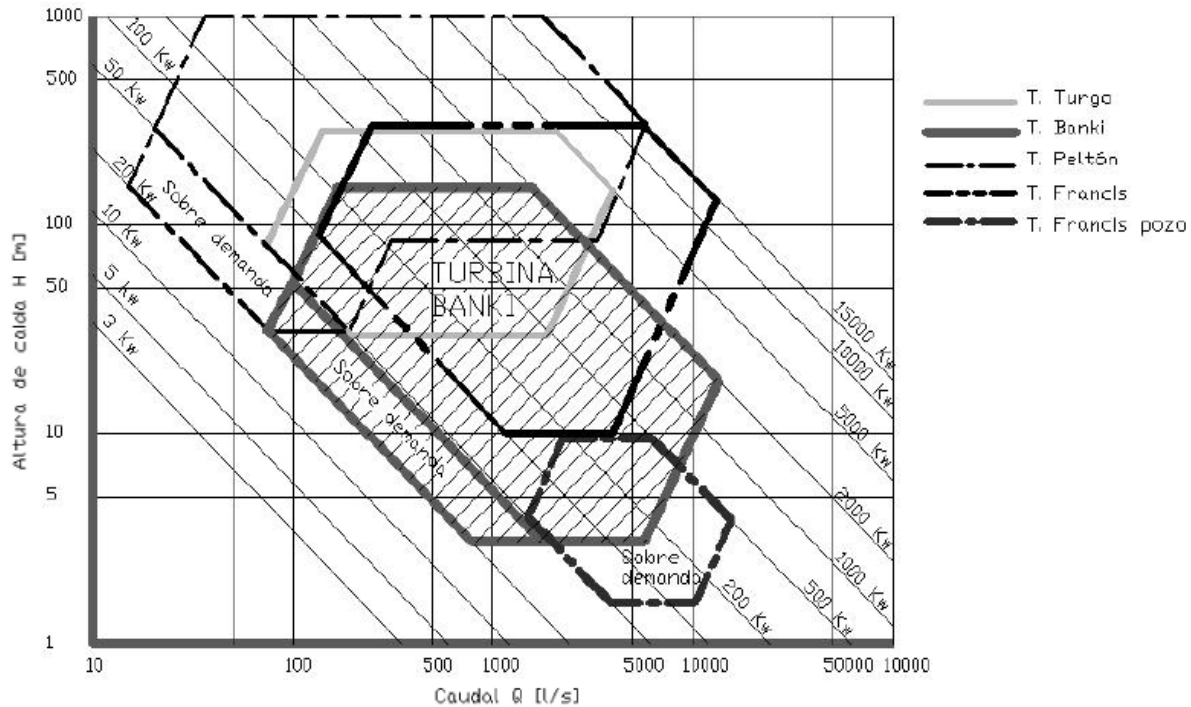 1000
500
100
50
10
5
1
Altura de caida H [m]
100 Kw
50 Kw
20 Kw
10 Kw
5 Kw
3 Kw
Sobre demanda
TURBINA
BANKI
Sobre demanda
Sobre
demanda
15000 Kw
10000 Kw
5000 Kw
2000 Kw
1000 Kw
500 Kw
200 Kw
10
100
500
1000
5000
10000
50000
10000
Caudal Q [l/s]
T. Turgo
T. Banki
T. Peltón
T. Francis
T. Francis pozo